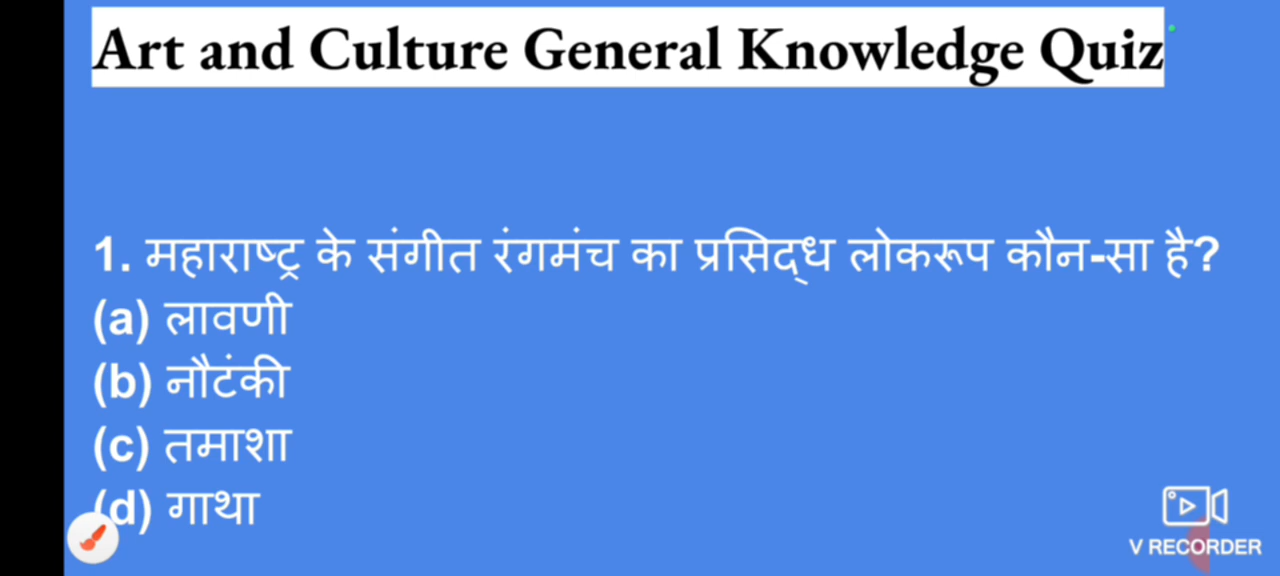 Art and Culture General Knowledge Quiz
1. महाराष्ट्र के संगीत रंगमंच का प्रसिद्ध लोकरूप कौन-सा है?
(a) लावणी
(b) नौटंकी
(c) तमाशा
(d) गाथा
V RECORDER